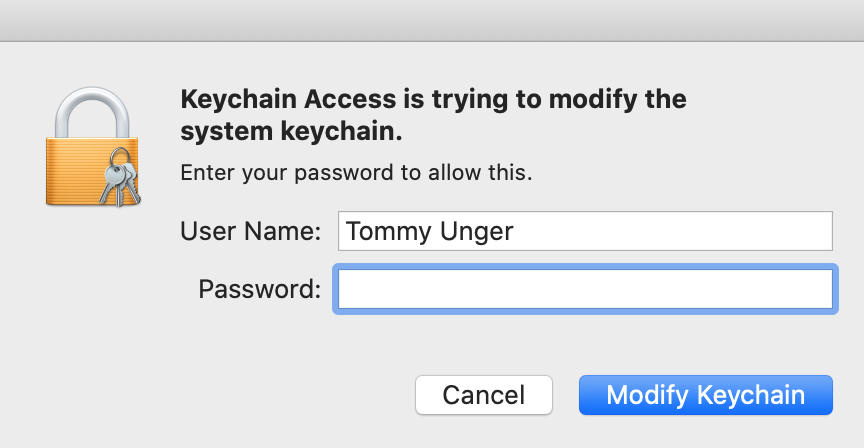 Keychain Access is trying to modify the
system keychain.
Enter your password to allow this.
User Name: Tommy Unger
Password:
Cancel Modify Keychain